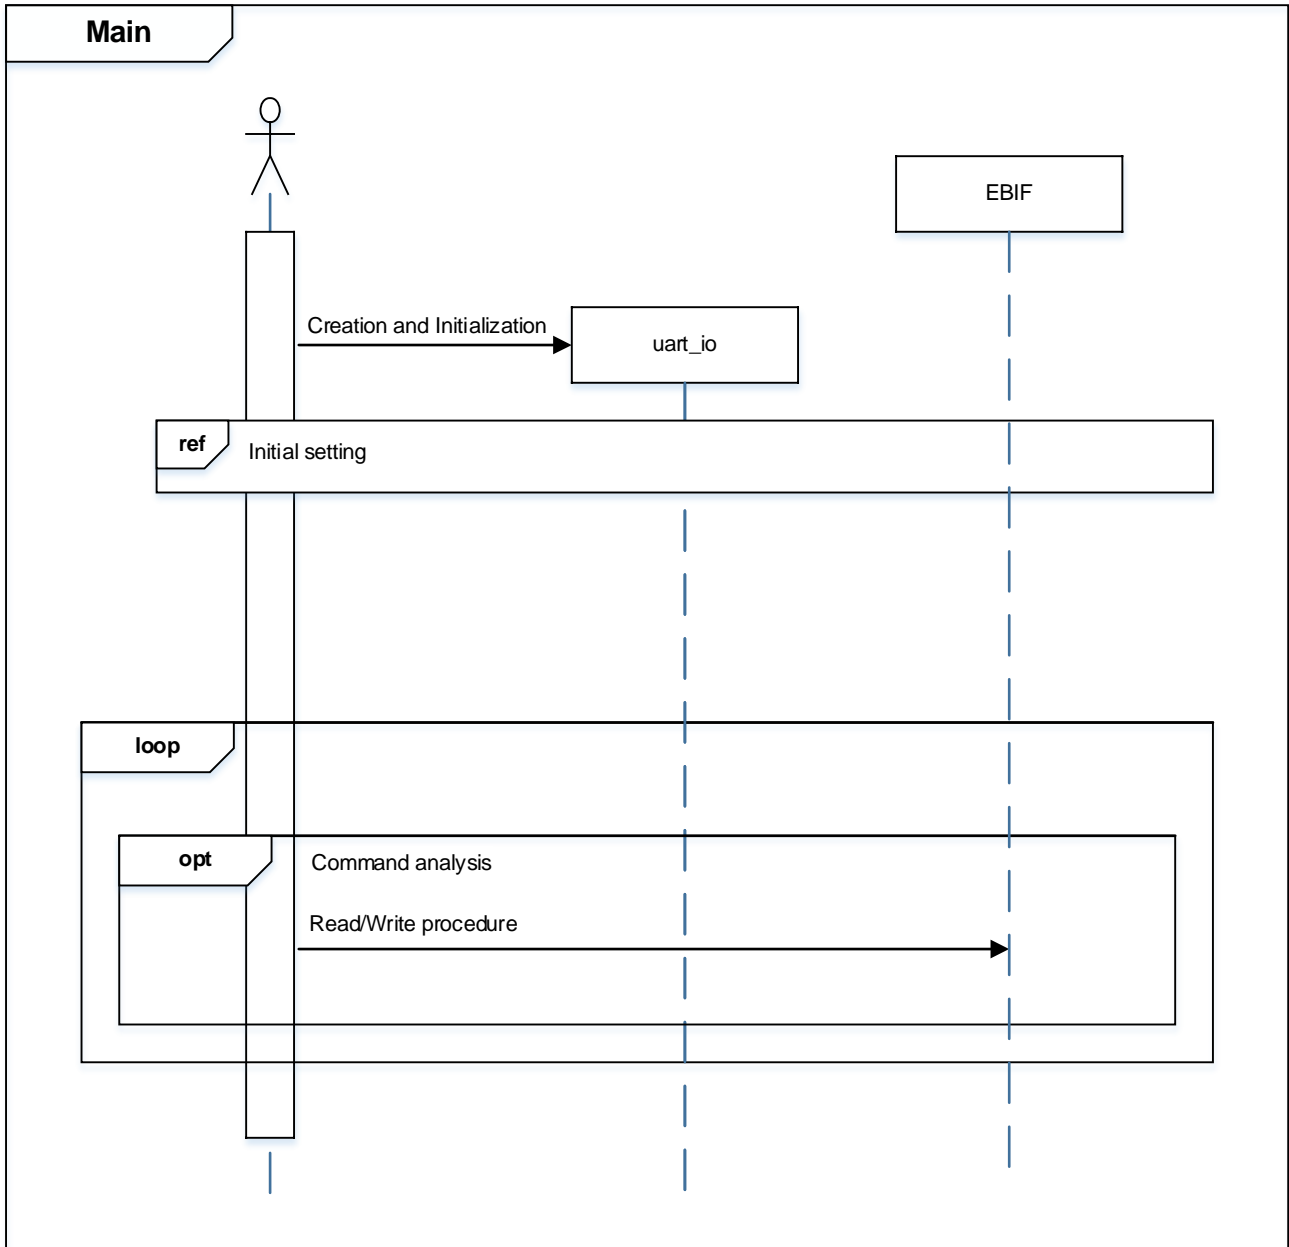 Main
EBIF
Creation and Initialization
uart_io
ref
Initial setting
loop
opt
Command analysis
Read/Write procedure